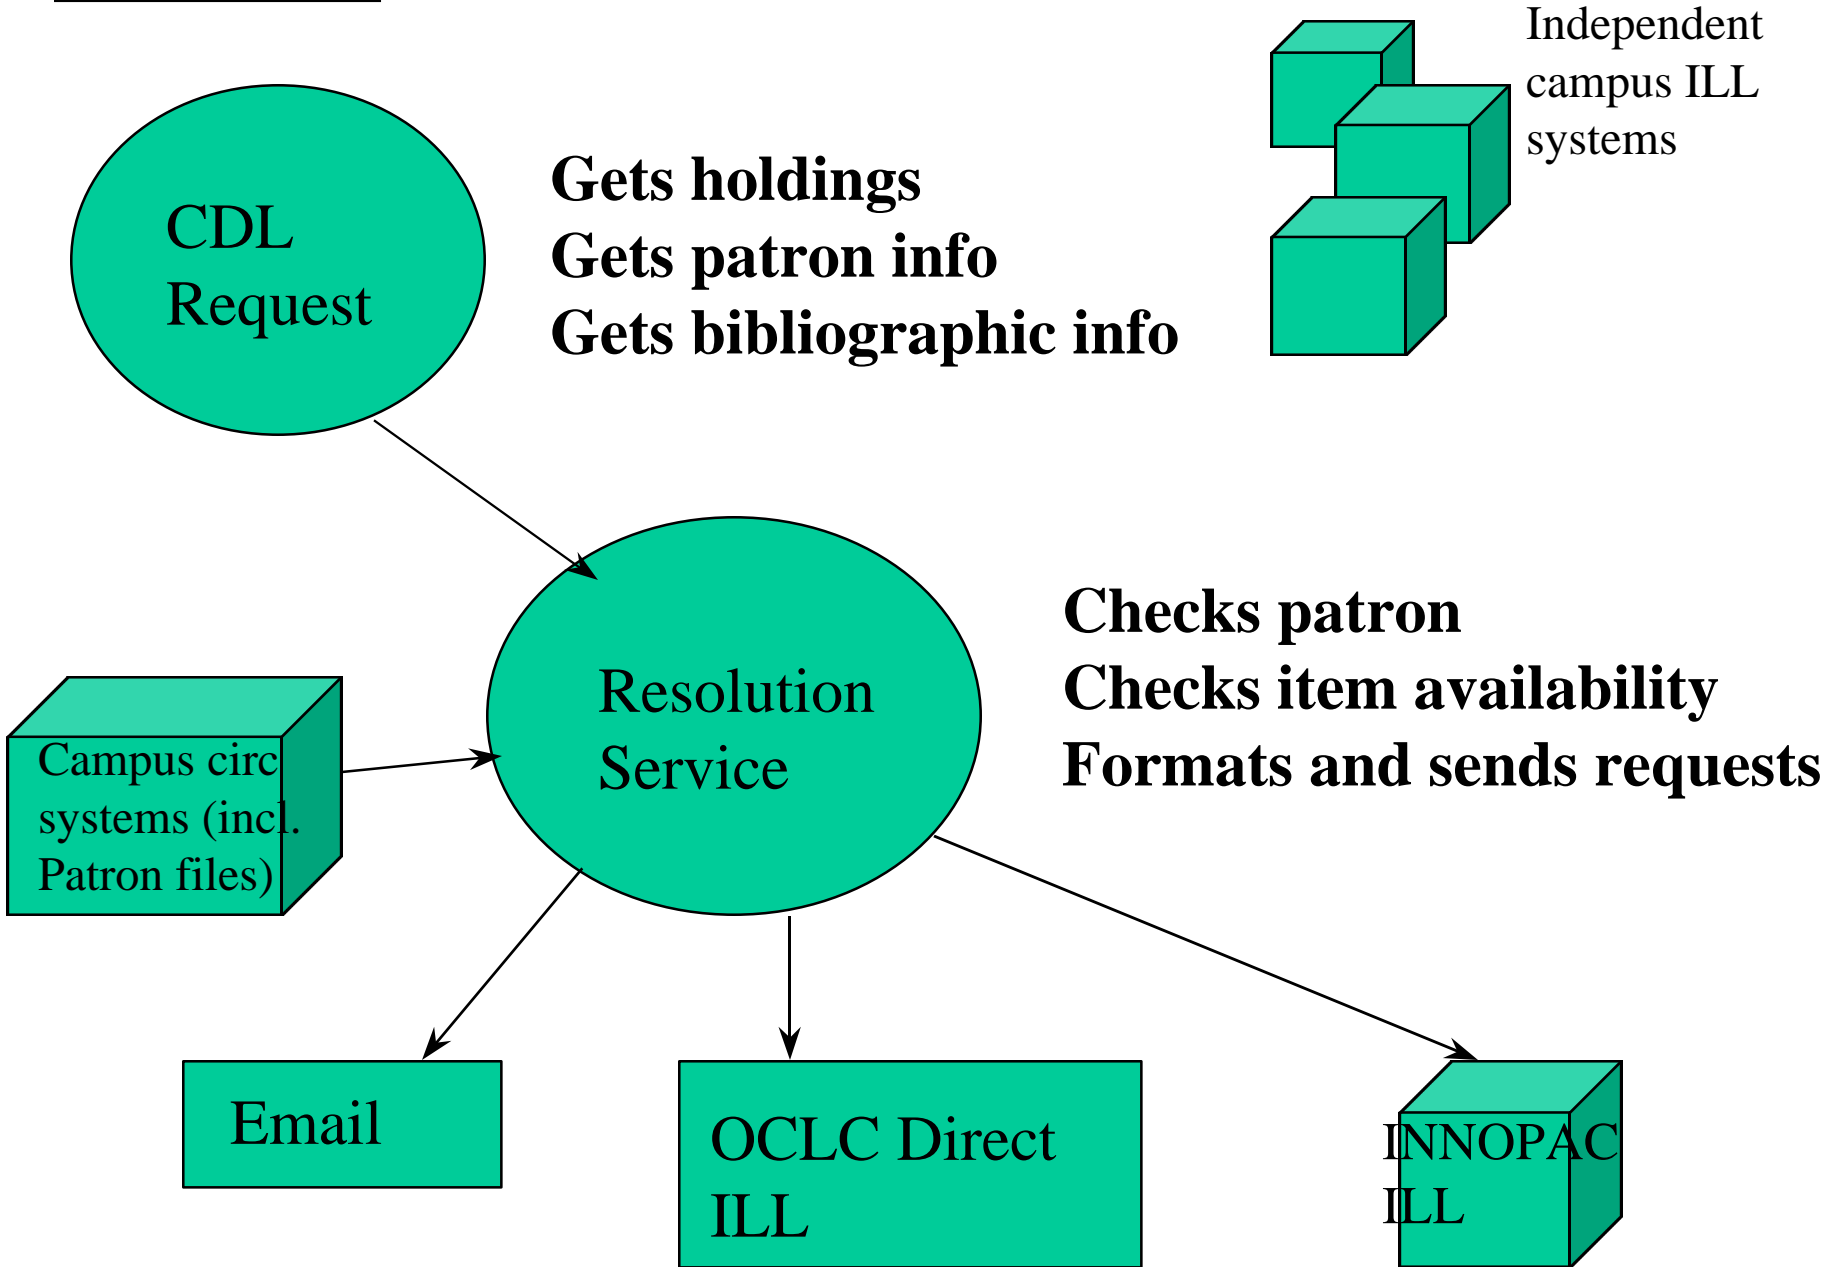 Independent
campus ILL
systems
CDL
Request
Gets holdings
Gets patron info
Gets bibliographic info
Resolution
Service
Checks patron
Checks item availability
Formats and sends requests
Campus circ
systems (incl.
Patron files)
Email
OCLC Direct
ILL
INNOPAC
ILL